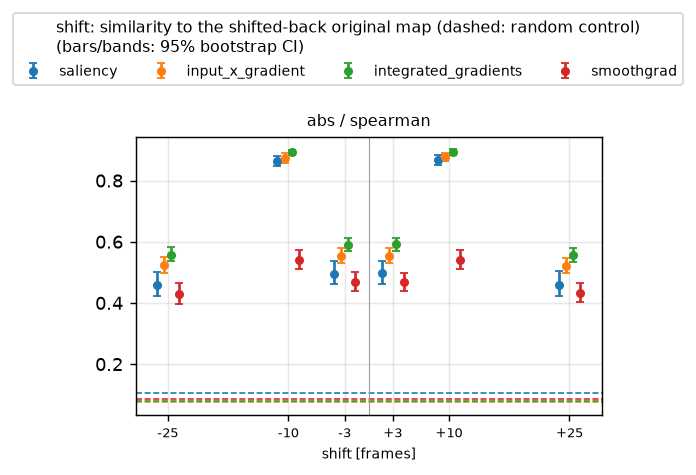 shift: similarity to the shifted-back original map (dashed: random control)
(bars/bands: 95% bootstrap CI)
saliency input_x_gradient integrated_gradients smoothgrad
abs / spearman
0.8
0.6
0.4
0.2
-25 -10 -3 +3 +10 +25
shift [frames]